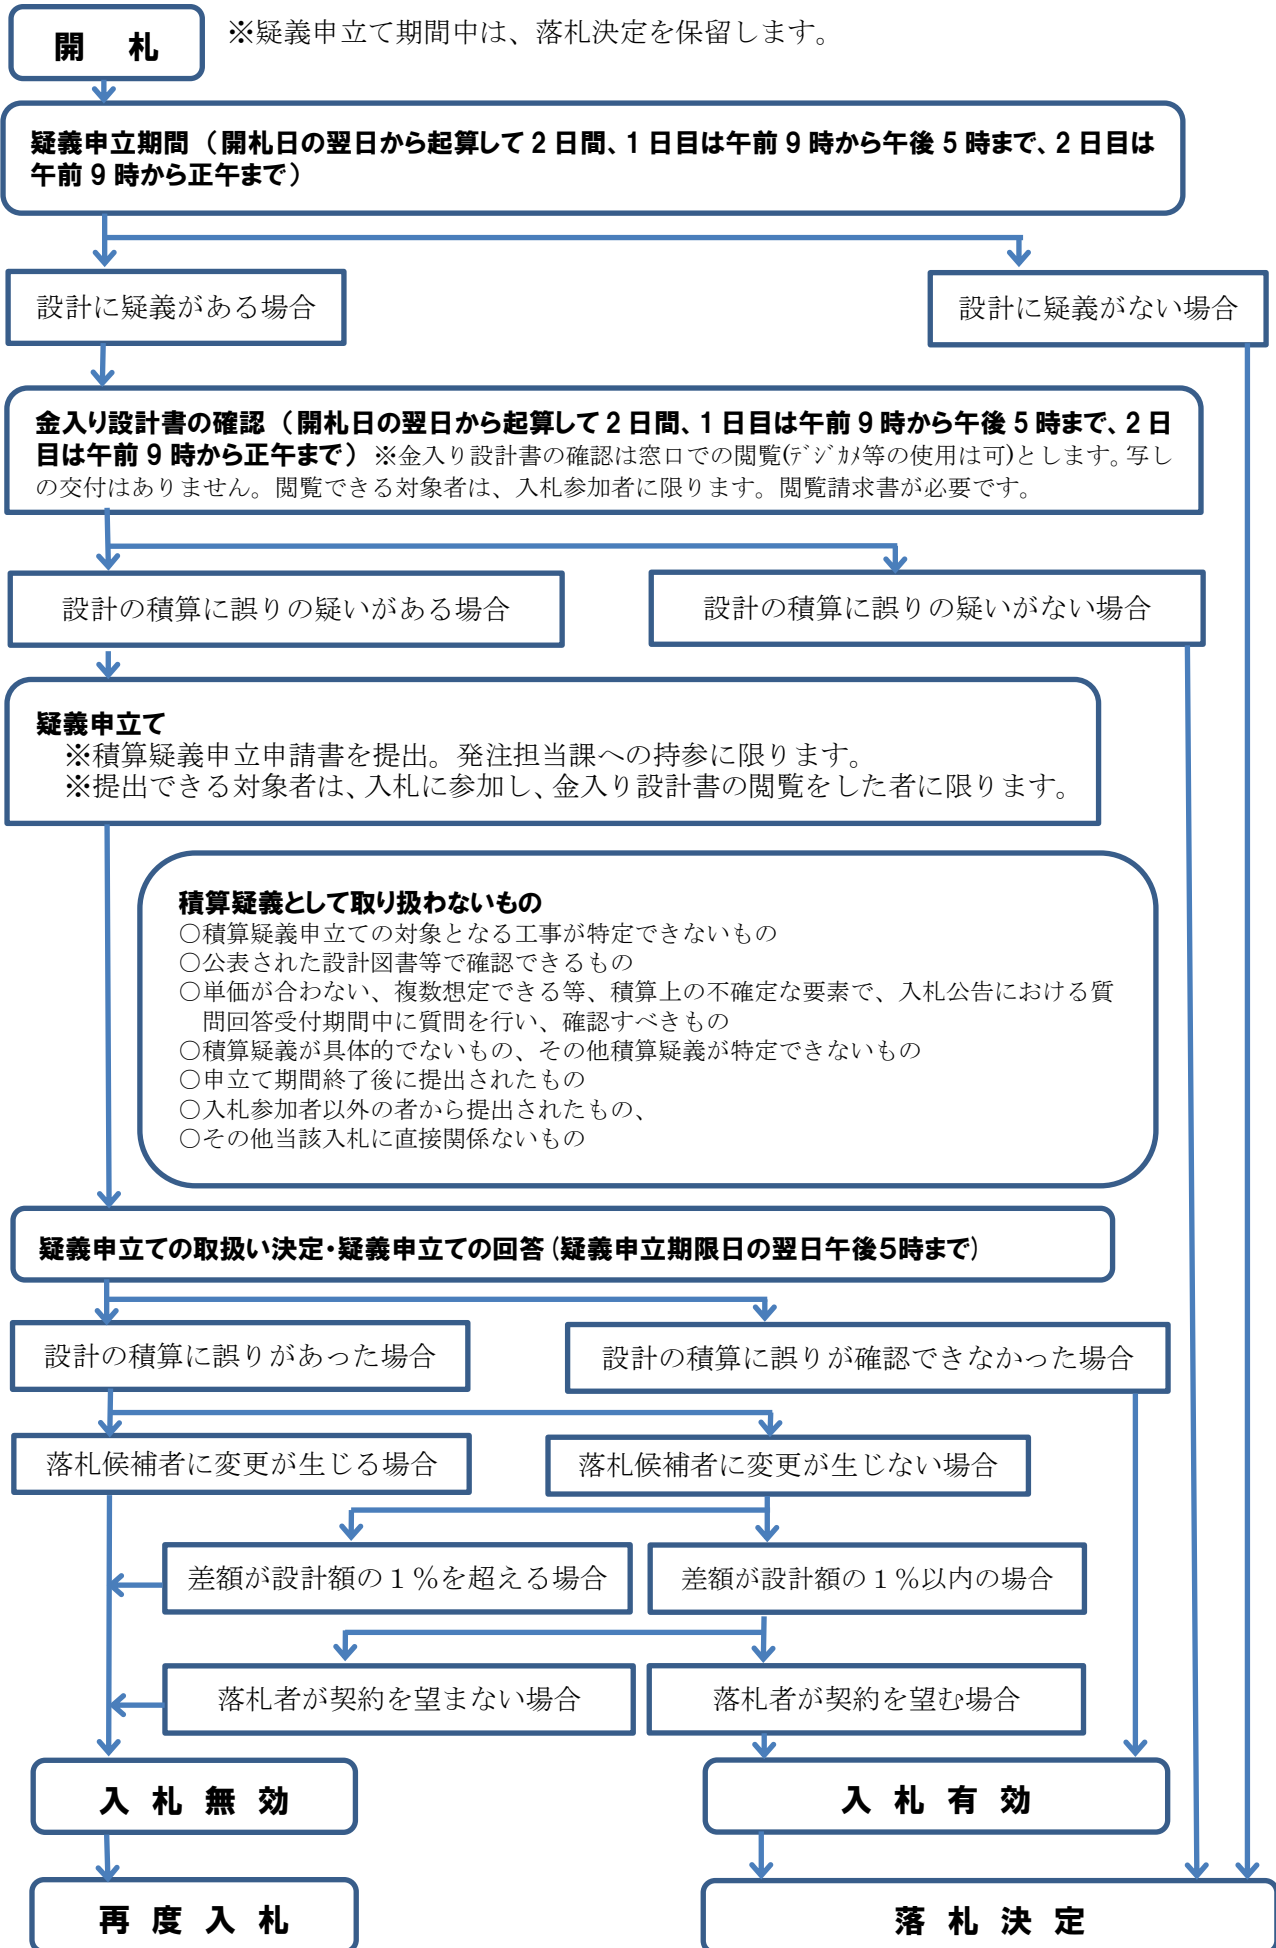 開　札
※疑義申立て期間中は、落札決定を保留します。
疑義申立期間（開札日の翌日から起算して2日間、1日目は午前9時から午後5時まで、2日目は
午前9時から正午まで）
設計に疑義がある場合
設計に疑義がない場合
金入り設計書の確認（開札日の翌日から起算して2日間、1日目は午前9時から午後5時まで、2日
目は午前9時から正午まで）※金入り設計書の確認は窓口での閲覧(ﾃﾞｼﾞｶﾒ等の使用は可)とします。写し
の交付はありません。閲覧できる対象者は、入札参加者に限ります。閲覧請求書が必要です。
設計の積算に誤りの疑いがある場合
設計の積算に誤りの疑いがない場合
疑義申立て
※積算疑義申立申請書を提出。発注担当課への持参に限ります。
※提出できる対象者は、入札に参加し、金入り設計書の閲覧をした者に限ります。
積算疑義として取り扱わないもの
○積算疑義申立ての対象となる工事が特定できないもの
○公表された設計図書等で確認できるもの
○単価が合わない、複数想定できる等、積算上の不確定な要素で、入札公告における質
問回答受付期間中に質問を行い、確認すべきもの
○積算疑義が具体的でないもの、その他積算疑義が特定できないもの
○申立て期間終了後に提出されたもの
○入札参加者以外の者から提出されたもの、
○その他当該入札に直接関係ないもの
疑義申立ての取扱い決定・疑義申立ての回答（疑義申立期限日の翌日午後5時まで）
設計の積算に誤りがあった場合
設計の積算に誤りが確認できなかった場合
落札候補者に変更が生じる場合
落札候補者に変更が生じない場合
差額が設計額の１％を超える場合
差額が設計額の１％以内の場合
落札者が契約を望まない場合
落札者が契約を望む場合
入 札 無 効
入 札 有 効
再 度 入 札
落 札 決 定